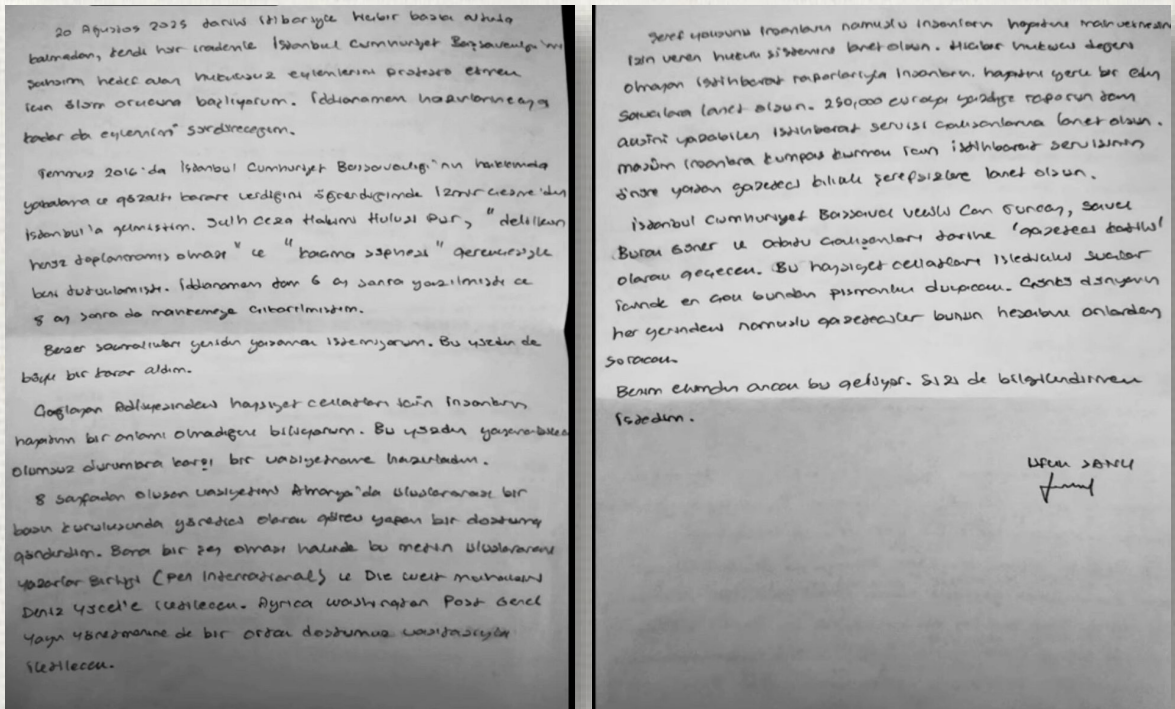 20 Ağustos 2025 tarihi itibariyle hiçbir baskı altında
kalmadan, kendi hür irademle İstanbul Cumhuriyet Başsavcılığı'nın
şahsımı hedef alan hukuksuz eylemlerini protesto etmek
için ölüm orucuna başlıyorum. İddianamem hazırlanıncaya
kadar da eylemimi sürdüreceğim.
Temmuz 2016'da İstanbul Cumhuriyet Başsavcılığı'nın hakkımda
yakalama ve gözaltı kararı verdiğini öğrendiğimde İzmir Çeşme'den
İstanbul'a gelmiştim. Sulh Ceza Hakimi Hulusi Pur, "delillerin
henüz toplanmamış olması" ve "kaçma şüphesi" gerekçesiyle
beni tutuklamıştı. İddianamem tam 6 ay sonra yazılmıştı ve
8 ay sonra da mahkemeye çıkarılmıştım.
Benzer sorumsuzlukları yeniden yaşamak istemiyorum. Bu yüzden de
böyle bir karar aldım.
Çağlayan Adliyesindeki haysiyet cellatları için insanların
hayatının bir anlamı olmadığını biliyorum. Bu yüzden yaşanabilecek
olumsuz durumlara karşı bir vasiyetname hazırladım.
8 sayfadan oluşan vasiyetimi Almanya'da uluslararası bir
basın kuruluşunda yönetici olarak görev yapan bir dostuma
gönderdim. Bana bir şey olması halinde bu metin uluslararası
Yazarlar Birliği (Pen International) ve Die Welt muhabiri
Deniz Yücel'e iletilecek. Ayrıca Washington Post Genel
Yayın Yönetmenine de bir ortak dostumuz vasıtasıyla
iletilecek.
Şeref yoksunu insanların namuslu insanların hayatını mahvetmesine
izin veren hukuk sistemine lanet olsun. Hiçbir hukuki değeri
olmayan istihbarat raporlarıyla insanların hayatını yerle bir eden
savcılara lanet olsun. 250,000 euroya yazdığı raporun tam
aksini yazabilen istihbarat servisi çalışanlarına lanet olsun.
Masum insanlara kumpas kurmak için istihbarat servisinin
önüne yatan gazeteci kılıklı şerefsizlere lanet olsun.
İstanbul Cumhuriyet Başsavcı Vekili Can Tuncay, savcı
Burak Güner ve adatu çalışanları tarihe 'gazeteci katili'
olarak geçecek. Bu haysiyet cellatları işledikleri suçlar
içinde en çok bundan pişmanlık duyacak. Çünkü dünyanın
her yerindeki namuslu gazeteciler bunun hesabını onlardan
soracak.
Benim elimden ancak bu geliyor. Sizi de bilgilendirmek
istedim.